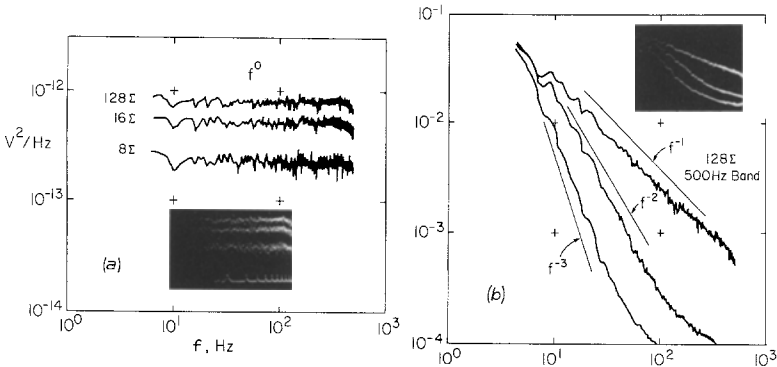 f⁰
10⁻¹²
128Σ
16Σ
V²/Hz
8Σ
10⁻¹³
(a)
10⁻¹⁴
10⁰
10¹
10²
10³
f, Hz
10⁻¹
10⁻²
f⁻¹
128Σ
500Hz Band
f⁻²
10⁻³
f⁻³
(b)
10⁻⁴
10⁰
10¹
10²
10³